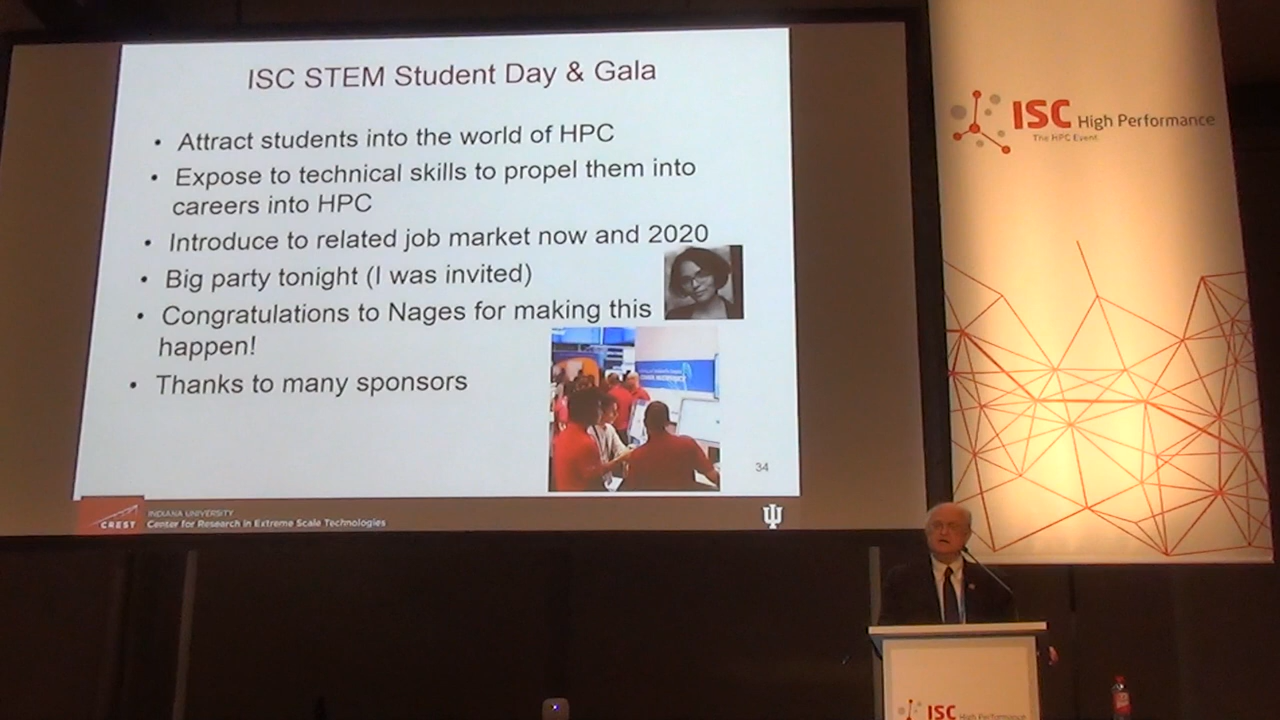 ISC STEM Student Day & Gala
• Attract students into the world of HPC
• Expose to technical skills to propel them into
careers into HPC
• Introduce to related job market now and 2020
• Big party tonight (I was invited)
• Congratulations to Nages for making this
happen!
• Thanks to many sponsors
34
CREST
INDIANA UNIVERSITY
Center for Research in Extreme Scale Technologies
ISC High Performance
The HPC Event
ISC High Performance